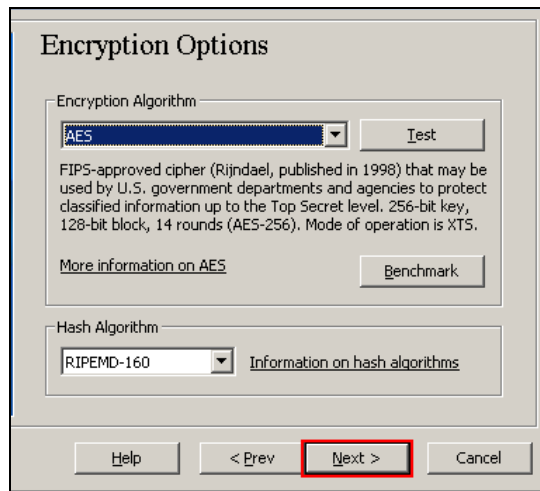 Encryption Options
Encryption Algorithm
AES
Test
FIPS-approved cipher (Rijndael, published in 1998) that may be
used by U.S. government departments and agencies to protect
classified information up to the Top Secret level. 256-bit key,
128-bit block, 14 rounds (AES-256). Mode of operation is XTS.
More information on AES
Benchmark
Hash Algorithm
RIPEMD-160
Information on hash algorithms
Help
< Prev
Next >
Cancel